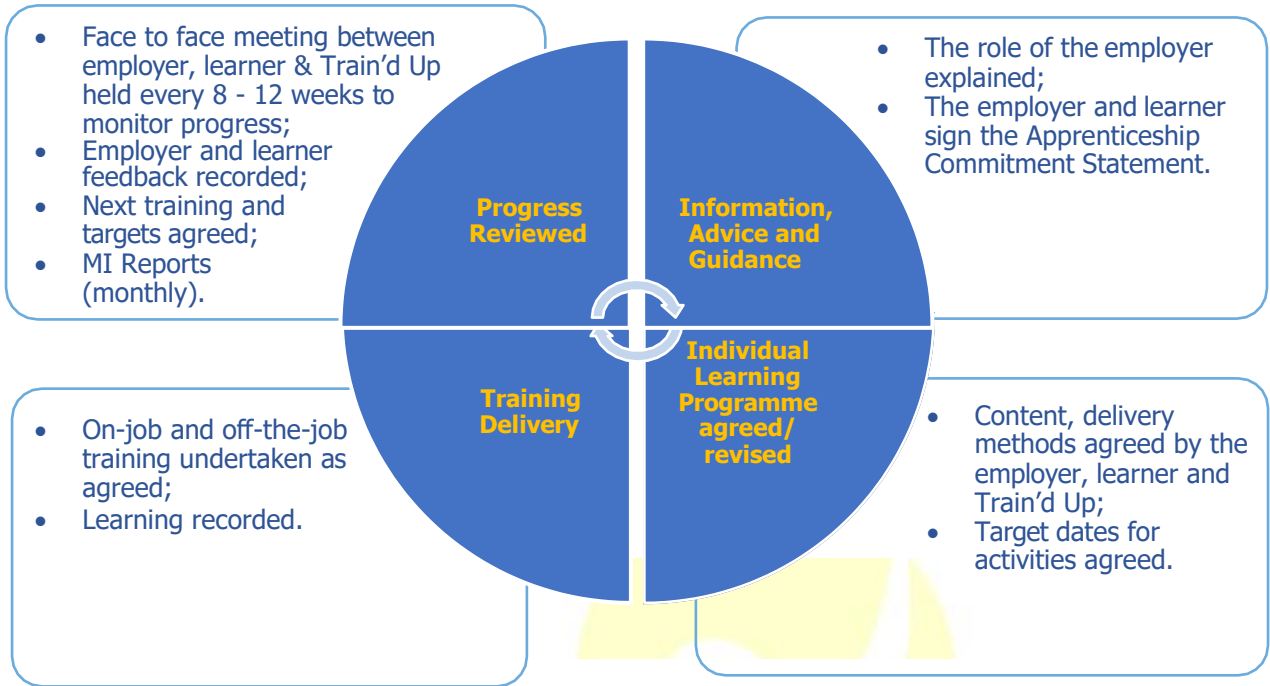 • Face to face meeting between
employer, learner & Train’d Up
held every 8 - 12 weeks to
monitor progress;
• Employer and learner
feedback recorded;
• Next training and
targets agreed;
• MI Reports
(monthly).
• The role of the employer
explained;
• The employer and learner
sign the Apprenticeship
Commitment Statement.
Progress
Reviewed
Information,
Advice and
Guidance
Training
Delivery
Individual
Learning
Programme
agreed/
revised
• On-job and off-the-job
training undertaken as
agreed;
• Learning recorded.
• Content, delivery
methods agreed by the
employer, learner and
Train’d Up;
• Target dates for
activities agreed.